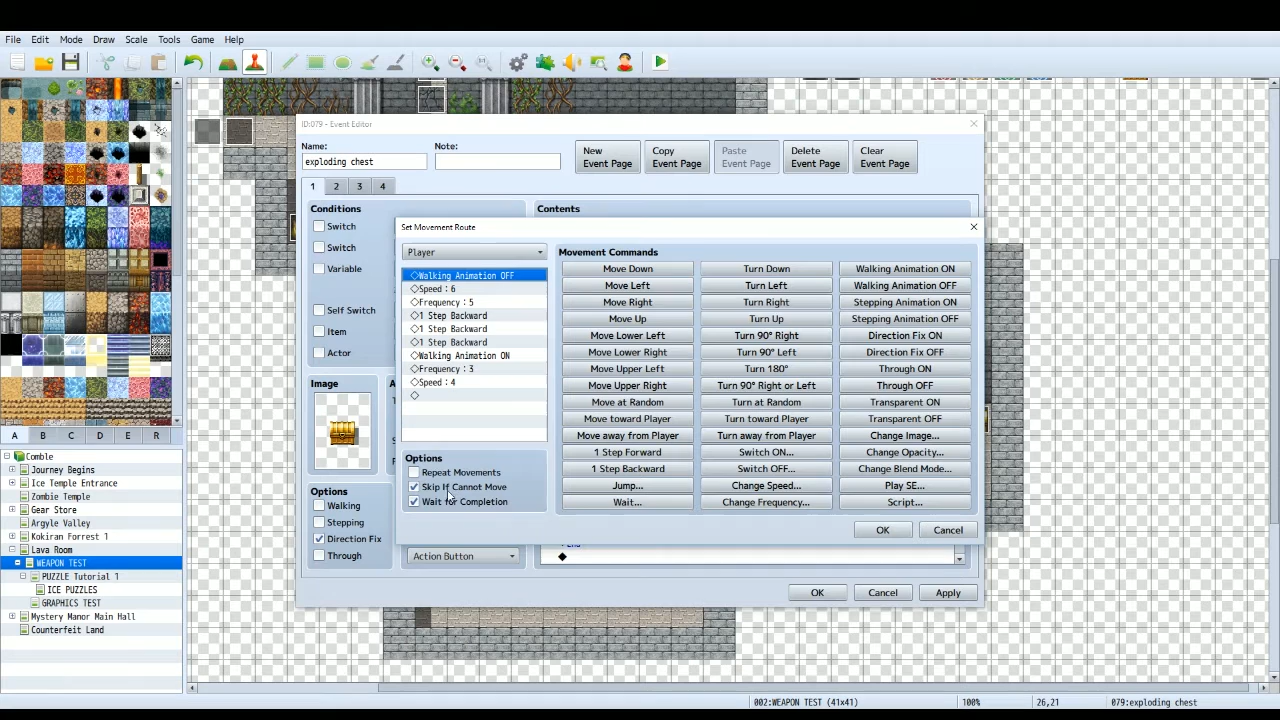 File Edit Mode Draw Scale Tools Game Help
ID:079 - Event Editor
Name:
Note:
exploding chest
New Event Page
Copy Event Page
Paste Event Page
Delete Event Page
Clear Event Page
1 2 3 4
Conditions
Contents
Switch
Switch
Variable
Self Switch
Item
Actor
Image
Options
Walking
Stepping
Direction Fix
Through
Set Movement Route
Player
◇Walking Animation OFF
◇Speed : 6
◇Frequency : 5
◇1 Step Backward
◇1 Step Backward
◇1 Step Backward
◇Walking Animation ON
◇Frequency : 3
◇Speed : 4
◇
Options
Repeat Movements
Skip If Cannot Move
Wait for Completion
Movement Commands
Move Down Turn Down Walking Animation ON
Move Left Turn Left Walking Animation OFF
Move Right Turn Right Stepping Animation ON
Move Up Turn Up Stepping Animation OFF
Move Lower Left Turn 90° Right Direction Fix ON
Move Lower Right Turn 90° Left Direction Fix OFF
Move Upper Left Turn 180° Through ON
Move Upper Right Turn 90° Right or Left Through OFF
Move at Random Turn at Random Transparent ON
Move toward Player Turn toward Player Transparent OFF
Move away from Player Turn away from Player Change Image...
1 Step Forward Switch ON... Change Opacity...
1 Step Backward Switch OFF... Change Blend Mode...
Jump... Change Speed... Play SE...
Wait... Change Frequency... Script...
OK Cancel
Action Button
OK Cancel Apply
A B C D E R
Comble
Journey Begins
Ice Temple Entrance
Zombie Temple
Gear Store
Argyle Valley
Kokiran Forrest 1
Lava Room
WEAPON TEST
PUZZLE Tutorial 1
ICE PUZZLES
GRAPHICS TEST
Mystery Manor Main Hall
Counterfeit Land
002:WEAPON TEST (41x41) 100% 26,21 079:exploding chest